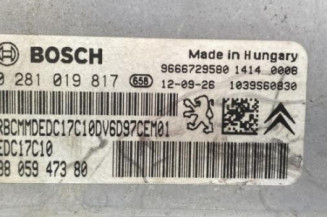 BOSCH
Made in Hungary
0 281 019 817 656
9666729580 1414 0008
12-09-26 1039S60830
RBCMMDEDC17C10DV6D97CEM01
EDC17C10
98 059 473 80